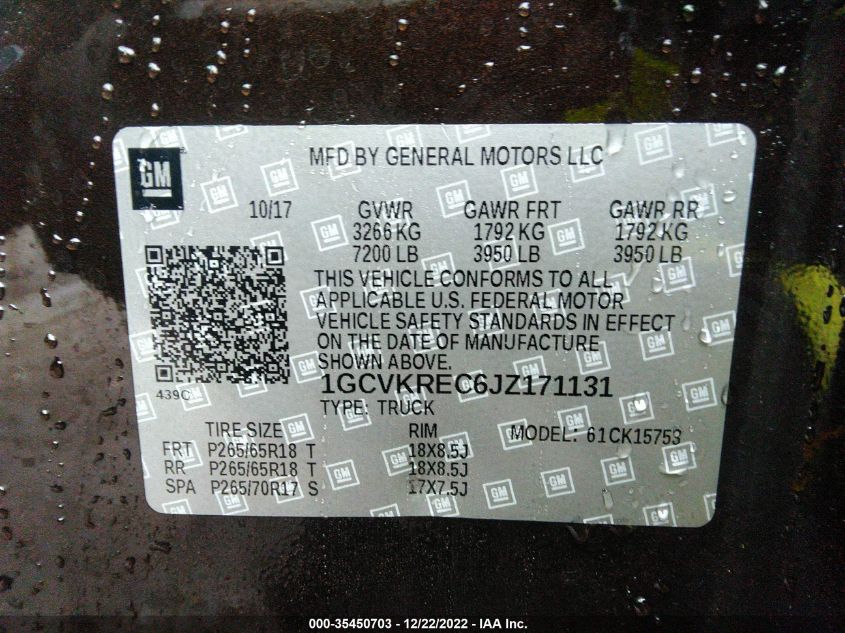 GM
MFD BY GENERAL MOTORS LLC
10/17 GVWR GAWR FRT GAWR RR
3266 KG 1792 KG 1792 KG
7200 LB 3950 LB 3950 LB
THIS VEHICLE CONFORMS TO ALL
APPLICABLE U.S. FEDERAL MOTOR
VEHICLE SAFETY STANDARDS IN EFFECT
ON THE DATE OF MANUFACTURE
SHOWN ABOVE.
439C
1GCVKREC6JZ171131
TYPE: TRUCK
TIRE SIZE RIM MODEL: 61CK15753
FRT P265/65R18 T 18X8.5J
RR P265/65R18 T 18X8.5J
SPA P265/70R17 S 17X7.5J
000-35450703 - 12/22/2022 - IAA Inc.